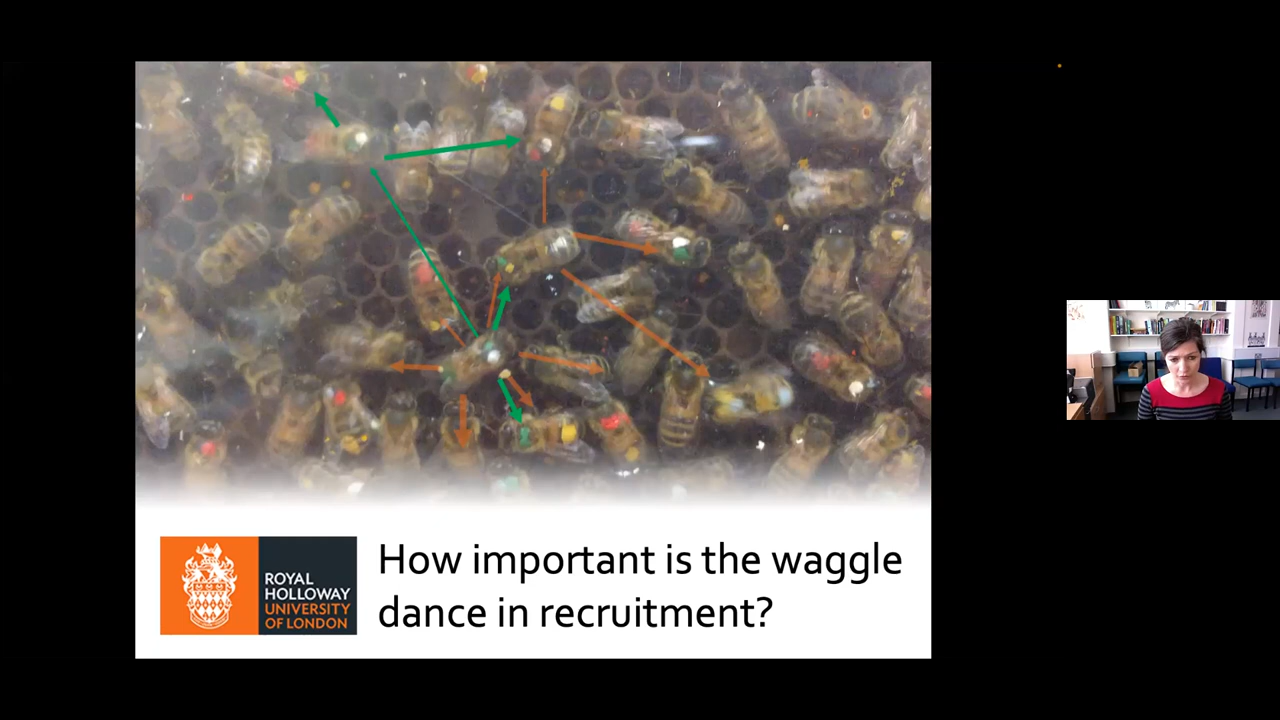 ROYAL
HOLLOWAY
UNIVERSITY
OF LONDON
How important is the waggle
dance in recruitment?